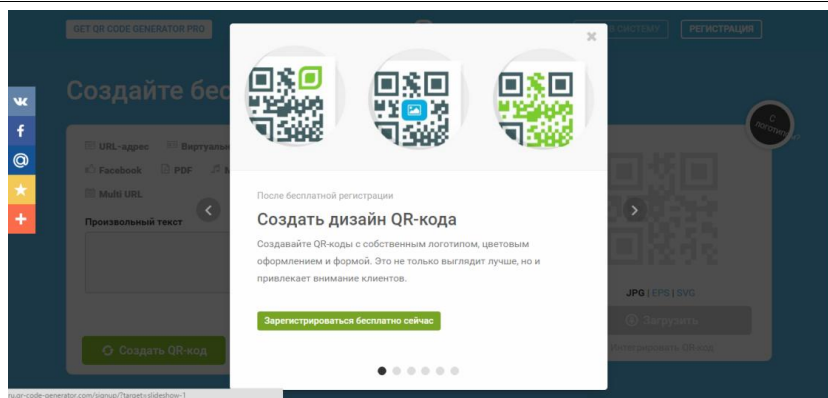 GET QR CODE GENERATOR PRO
СИСТЕМУ
РЕГИСТРАЦИЯ
Создайте бес
С
URL-адрес
Facebook
PDF
Multi URL
Произвольный текст
После бесплатной регистрации
Создать дизайн QR-кода
Создавайте QR-коды с собственным логотипом, цветовым
оформлением и формой. Это не только выглядит лучше, но и
привлекает внимание клиентов.
Зарегистрироваться бесплатно сейчас
JPG | EPS | SVG
Загрузить
Создать QR-код
ru.qr-code-generator.com/signup/?target=slideshow-1